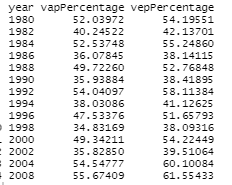 year vapPercentage vepPercentage
1980 52.03972 54.19551
1982 40.24522 42.13701
1984 52.53748 55.24860
1986 36.07845 38.14115
1988 49.72260 52.76848
1990 35.93884 38.41895
1992 54.04097 58.11384
1994 38.03086 41.12625
1996 47.53376 51.65793
1998 34.83169 38.09316
2000 49.34211 54.22449
2002 35.82850 39.51064
2004 54.54777 60.10084
2008 55.67409 61.55433